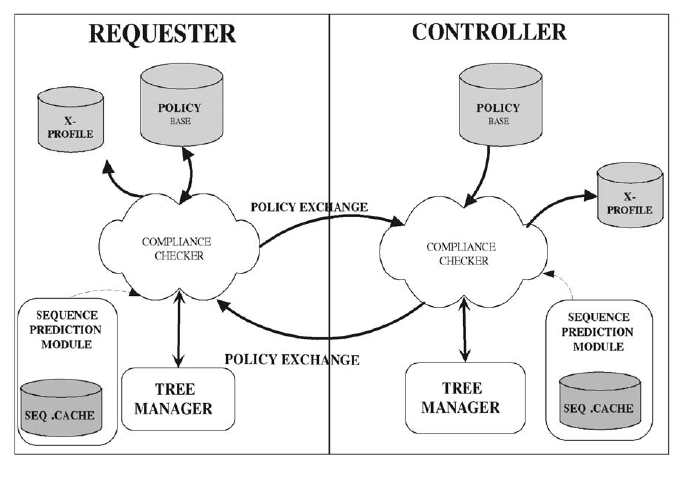 REQUESTER
CONTROLLER
X-
PROFILE
POLICY
BASE
POLICY
BASE
X-
PROFILE
POLICY EXCHANGE
COMPLIANCE
CHECKER
COMPLIANCE
CHECKER
SEQUENCE
PREDICTION
MODULE
SEQ .CACHE
POLICY EXCHANGE
TREE
MANAGER
TREE
MANAGER
SEQUENCE
PREDICTION
MODULE
SEQ .CACHE